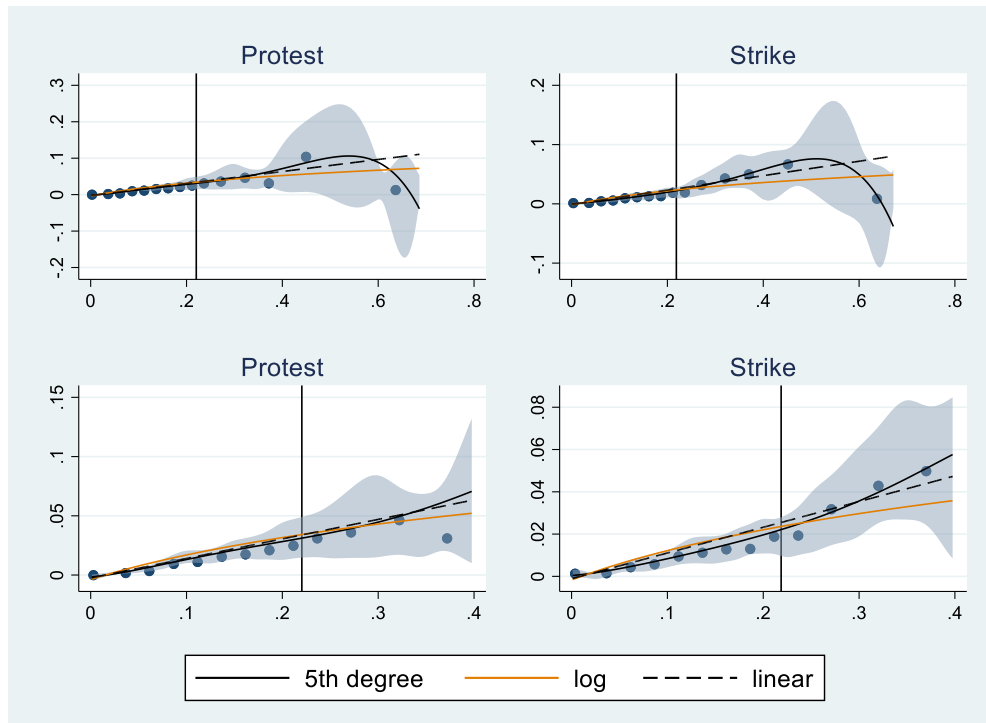 Protest Strike
.3 .2
.2
.1 .1
0 0
-.1
-.2 -.1
0 .2 .4 .6 .8 0 .2 .4 .6 .8
Protest Strike
.15 .08
.1 .06
.05 .04
.02
0 0
0 .1 .2 .3 .4 0 .1 .2 .3 .4
5th degree log linear